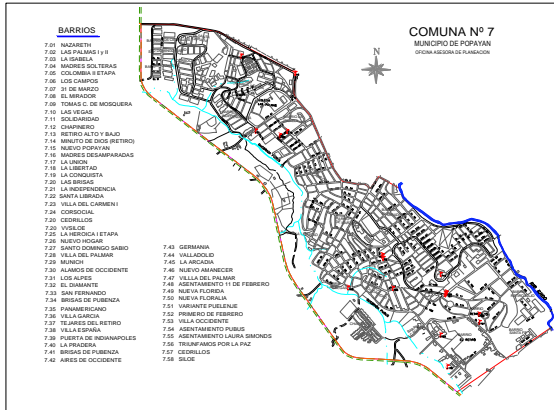 COMUNA Nº 7
MUNICIPIO DE POPAYAN
OFICINA ASESORA DE PLANEACION
N
BARRIOS
7.01 NAZARETH
7.02 LAS PALMAS I y II
7.03 LA ISABELA
7.04 MADRES SOLTERAS
7.05 COLOMBIA II ETAPA
7.06 LOS CAMPOS
7.07 31 DE MARZO
7.08 EL MIRADOR
7.09 TOMAS C. DE MOSQUERA
7.10 LAS VEGAS
7.11 SOLIDARIDAD
7.12 CHAPINERO
7.13 RETIRO ALTO Y BAJO
7.14 MINUTO DE DIOS (RETIRO)
7.15 NUEVO POPAYAN
7.16 MADRES DESAMPARADAS
7.17 LA UNION
7.18 LA LIBERTAD
7.19 LA CONQUISTA
7.20 LAS BRISAS
7.21 LA INDEPENDENCIA
7.22 SANTA LIBRADA
7.23 VILLA DEL CARMEN I
7.24 CORSOCIAL
7.20 CEDRILLOS
7.20 VVSILOE
7.25 LA HEROICA I ETAPA
7.26 NUEVO HOGAR
7.27 SANTO DOMINGO SABIO
7.28 VILLA DEL PALMAR
7.29 MUNICH
7.30 ALAMOS DE OCCIDENTE
7.31 LOS ALPES
7.32 EL DIAMANTE
7.33 SAN FERNANDO
7.34 BRISAS DE PUBENZA
7.35 PANAMERICANO
7.36 VILLA GARCIA
7.37 TEJARES DEL RETIRO
7.38 VILLA ESPAÑA
7.39 PUERTA DE INDIANAPOLES
7.40 LA PRADERA
7.41 BRISAS DE PUBENZA
7.42 AIRES DE OCCIDENTE
7.43 GERMANIA
7.44 VALLADOLID
7.45 LA ARCADIA
7.46 NUEVO AMANECER
7.47 VILLLA DEL PALMAR
7.48 ASENTAMIENTO 11 DE FEBRERO
7.49 NUEVA FLORIDA
7.50 NUEVA FLORALIA
7.51 VARIANTE PUELENJE
7.52 PRIMERO DE FEBRERO
7.53 VILLA OCCIDENTE
7.54 ASENTAMIENTO PUBUS
7.55 ASENTAMIENTO LAURA SIMONDS
7.56 TRIUNFAMOS POR LA PAZ
7.57 CEDRILLOS
7.58 SILOE